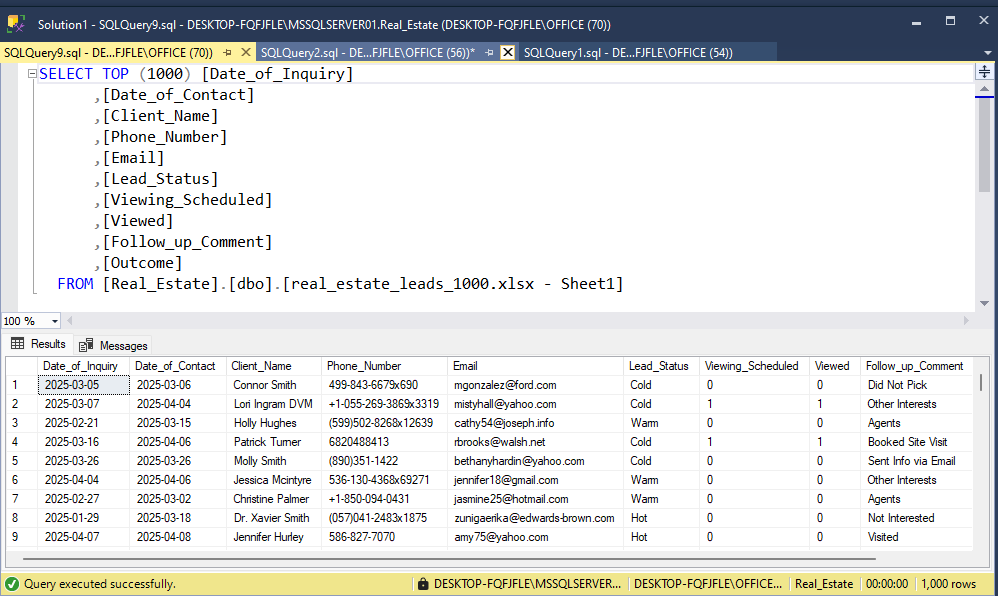 Solution1 - SQLQuery9.sql - DESKTOP-FQFJFLE\MSSQLSERVER01.Real_Estate (DESKTOP-FQFJFLE\OFFICE (70))
SQLQuery9.sql - DE...FJFLE\OFFICE (70)) SQLQuery2.sql - DE...FJFLE\OFFICE (56))* SQLQuery1.sql - DE...FJFLE\OFFICE (54))
SELECT TOP (1000) [Date_of_Inquiry]
,[Date_of_Contact]
,[Client_Name]
,[Phone_Number]
,[Email]
,[Lead_Status]
,[Viewing_Scheduled]
,[Viewed]
,[Follow_up_Comment]
,[Outcome]
FROM [Real_Estate].[dbo].[real_estate_leads_1000.xlsx - Sheet1]
100 %
Results Messages
Date_of_Inquiry Date_of_Contact Client_Name Phone_Number Email Lead_Status Viewing_Scheduled Viewed Follow_up_Comment
1 2025-03-05 2025-03-06 Connor Smith 499-843-6679x690 mgonzalez@ford.com Cold 0 0 Did Not Pick
2 2025-03-07 2025-04-04 Lori Ingram DVM +1-055-269-3869x3319 mistyhall@yahoo.com Cold 1 1 Other Interests
3 2025-02-21 2025-03-15 Holly Hughes (599)502-8268x12639 cathy54@joseph.info Warm 0 0 Agents
4 2025-03-16 2025-04-06 Patrick Turner 6820488413 rbrooks@walsh.net Cold 1 1 Booked Site Visit
5 2025-03-26 2025-03-26 Molly Smith (890)351-1422 bethanyhardin@yahoo.com Cold 0 0 Sent Info via Email
6 2025-04-04 2025-04-06 Jessica Mcintyre 536-130-4368x69271 jennifer18@gmail.com Warm 0 0 Other Interests
7 2025-02-27 2025-03-02 Christine Palmer +1-850-094-0431 jasmine25@hotmail.com Warm 0 0 Agents
8 2025-01-29 2025-03-18 Dr. Xavier Smith (057)041-2483x1875 zunigaerika@edwards-brown.com Hot 0 0 Not Interested
9 2025-04-07 2025-04-08 Jennifer Hurley 586-827-7070 amy75@yahoo.com Hot 0 0 Visited
Query executed successfully. DESKTOP-FQFJFLE\MSSQLSERVER... DESKTOP-FQFJFLE\OFFICE... Real_Estate 00:00:00 1,000 rows